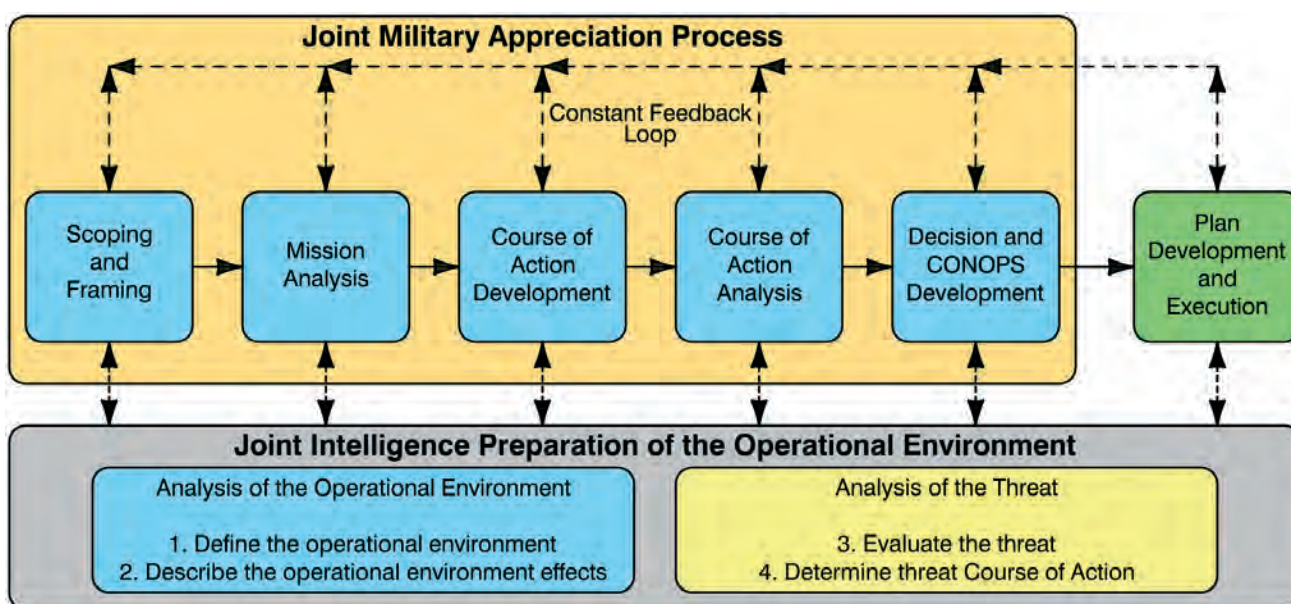 Joint Military Appreciation Process
Constant Feedback
Loop
Scoping
and
Framing
Mission
Analysis
Course of
Action
Development
Course of
Action
Analysis
Decision and
CONOPS
Development
Plan
Development
and
Execution
Joint Intelligence Preparation of the Operational Environment
Analysis of the Operational Environment
1. Define the operational environment
2. Describe the operational environment effects
Analysis of the Threat
3. Evaluate the threat
4. Determine threat Course of Action